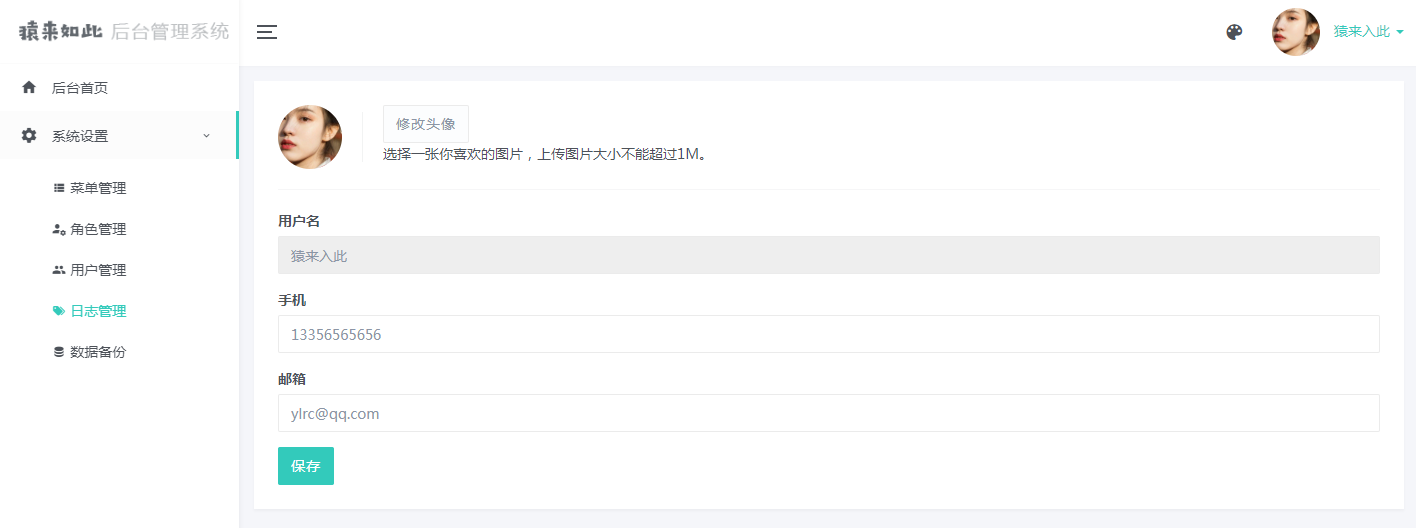 猿来如此 后台管理系统
猿来入此
后台首页
系统设置
菜单管理
角色管理
用户管理
日志管理
数据备份
修改头像
选择一张你喜欢的图片，上传图片大小不能超过1M。
用户名
猿来入此
手机
13356565656
邮箱
ylrc@qq.com
保存